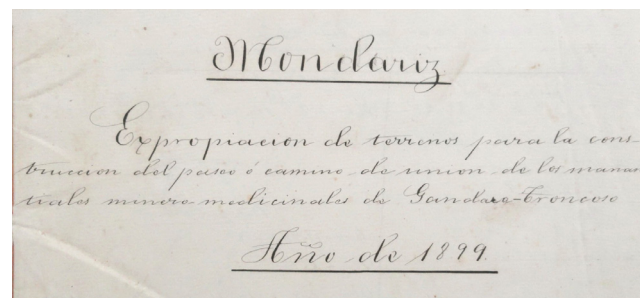 Mondariz
Expropiacion de terrenos para la cons-
truccion del paseo ó camino de union de los manan
tiales minero medicinales de Gandara-Troncoso
Año de 1899.